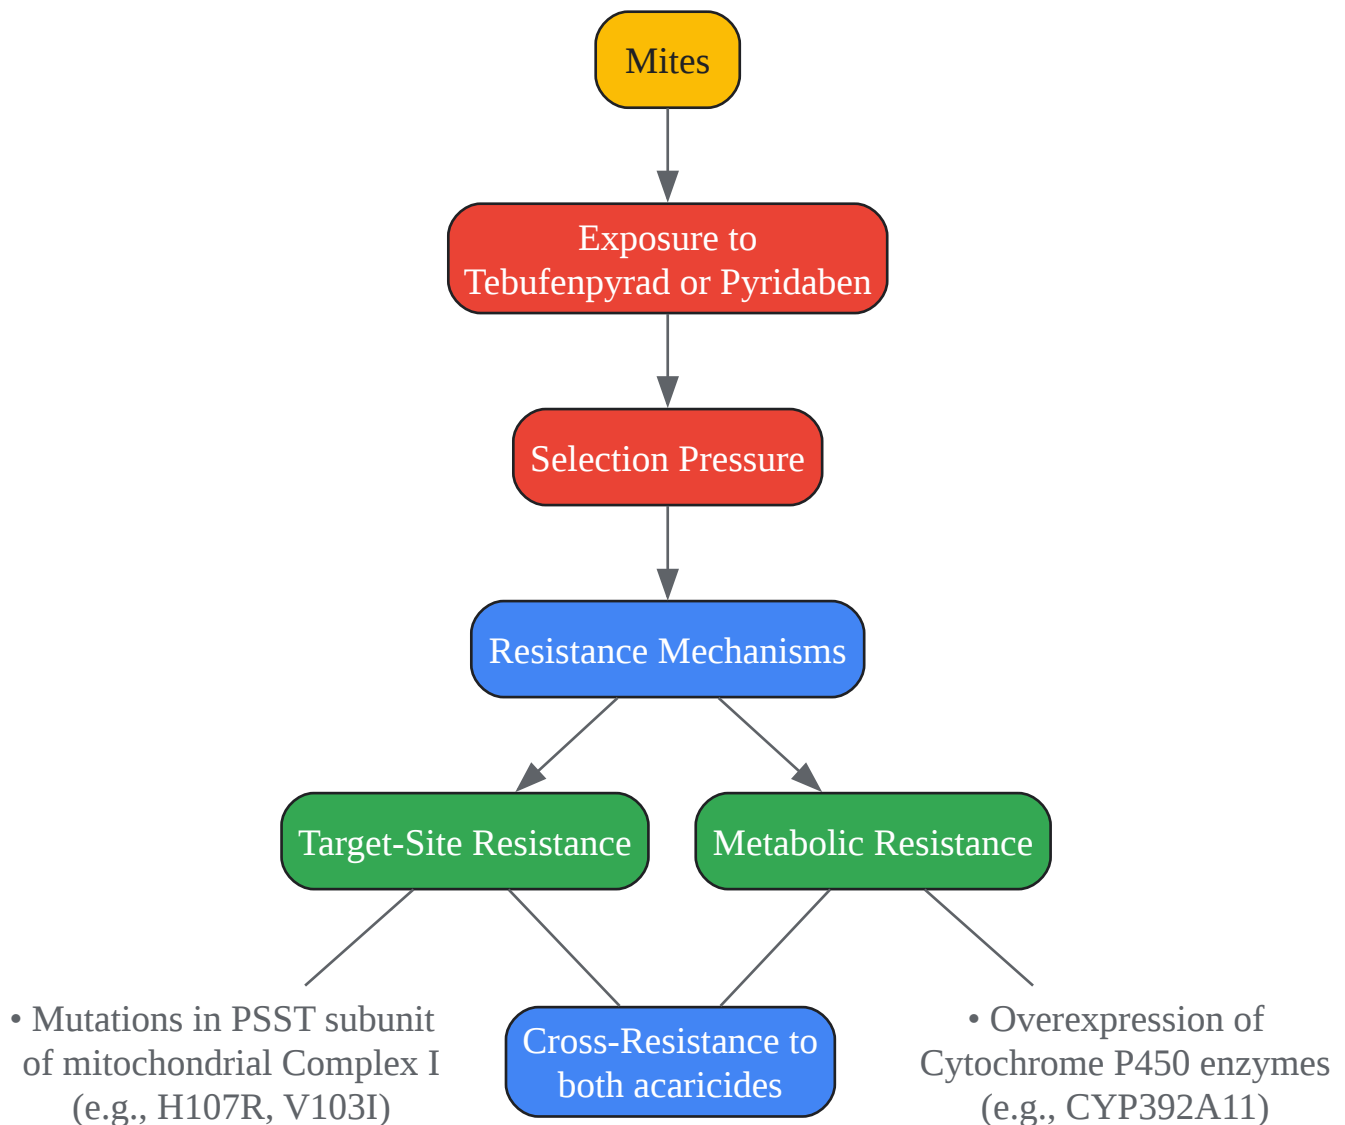 Mites
Exposure to
Tebufenpyrad or Pyridaben
Selection Pressure
Resistance Mechanisms
Target-Site Resistance
Metabolic Resistance
• Mutations in PSST subunit
of mitochondrial Complex I
(e.g., H107R, V103I)
Cross-Resistance to
both acaricides
• Overexpression of
Cytochrome P450 enzymes
(e.g., CYP392A11)